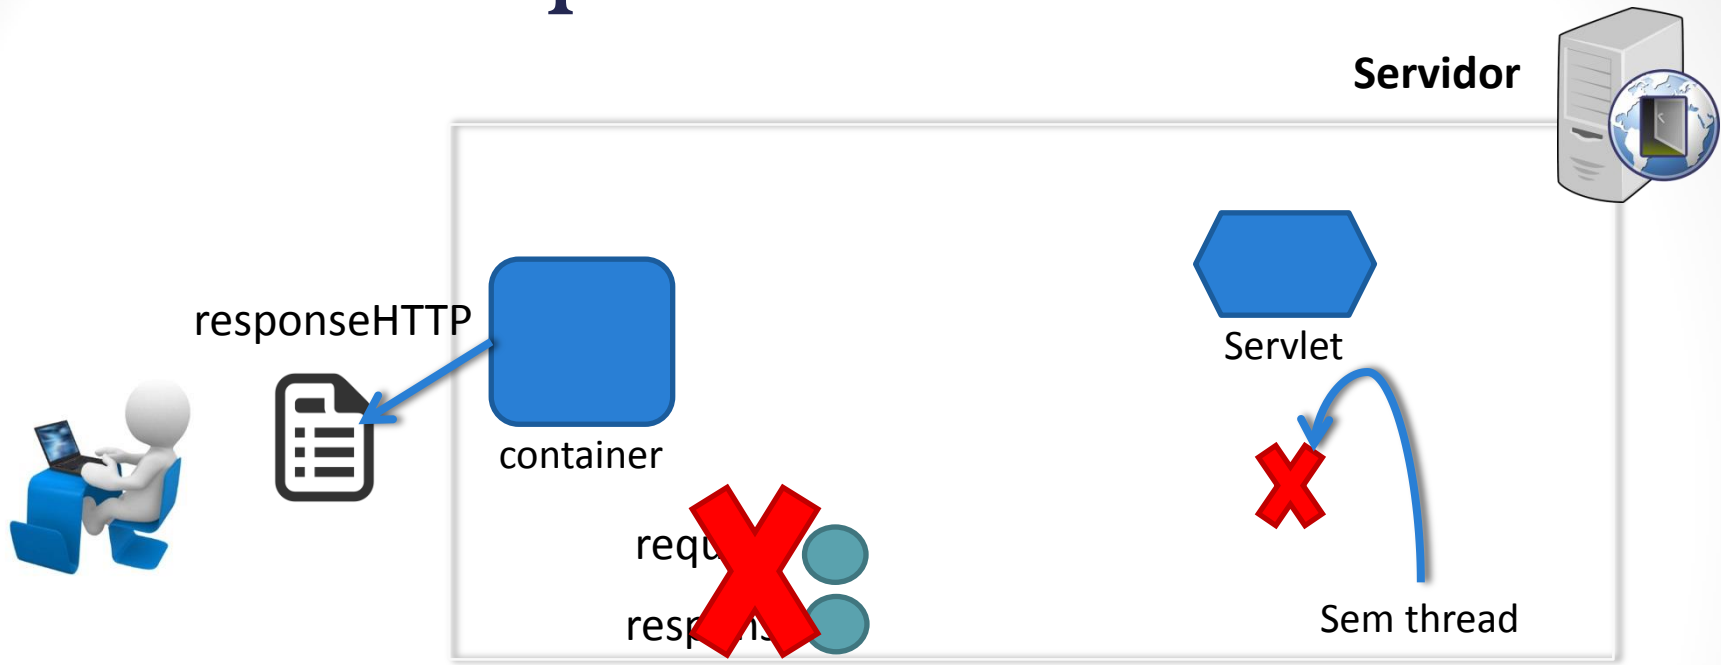 Servidor
responseHTTP
Servlet
container
Sem thread